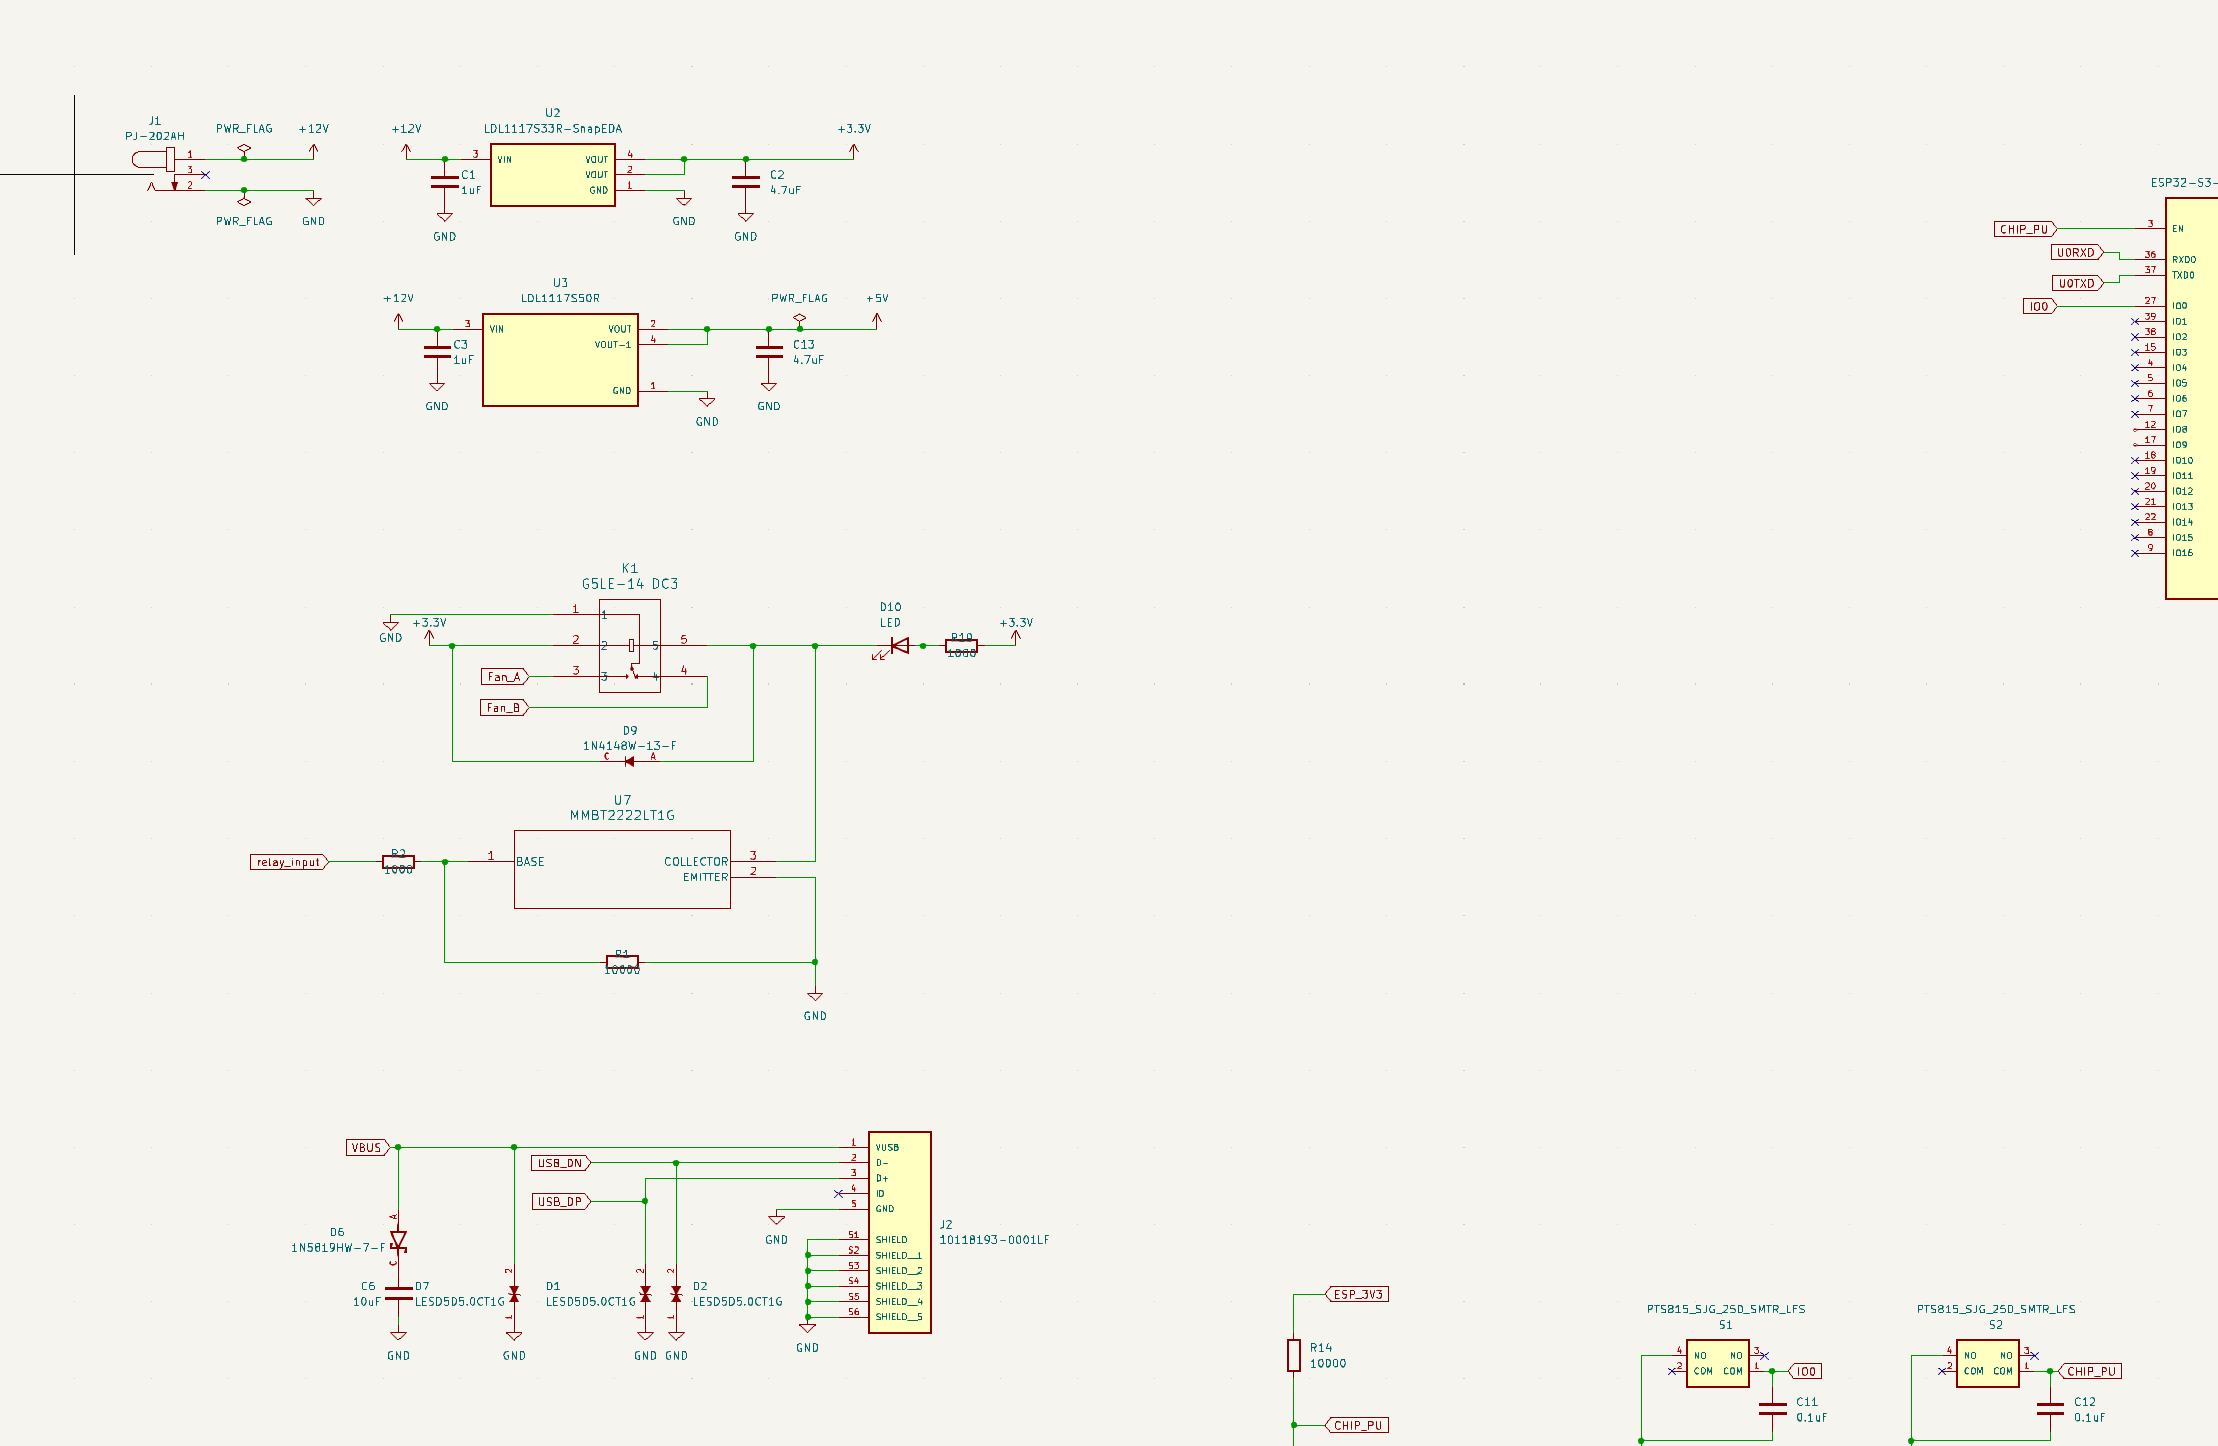 J1
PJ-202AH
PWR_FLAG
+12V
1
3
2
PWR_FLAG
GND
+12V
U2
LDL1117S33R-SnapEDA
+3.3V
3
VIN
VOUT
4
VOUT
2
GND
1
C1
1uF
GND
GND
C2
4.7uF
GND
U3
LDL1117S50R
+12V
PWR_FLAG
+5V
3
VIN
VOUT
2
VOUT-1
4
GND
1
C3
1uF
GND
GND
C13
4.7uF
GND
K1
G5LE-14 DC3
1
1
GND
+3.3V
2
2
5
5
Fan_A
3
3
4
4
Fan_B
D10
LED
R10
1000
+3.3V
D9
1N4148W-13-F
C
A
U7
MMBT2222LT1G
relay_input
R2
1000
1
BASE
COLLECTOR
3
EMITTER
2
R1
10000
GND
VBUS
USB_DN
USB_DP
1
VUSB
2
D-
3
D+
4
ID
5
GND
GND
S1
SHIELD
S2
SHIELD__1
S3
SHIELD__2
S4
SHIELD__3
S5
SHIELD__4
S6
SHIELD__5
GND
J2
10118193-0001LF
A
D6
1N5819HW-7-F
C
C6
10uF
GND
D7
LESD5D5.0CT1G
2
1
GND
D1
LESD5D5.0CT1G
2
1
GND
D2
LESD5D5.0CT1G
2
1
GND
ESP_3V3
R14
10000
CHIP_PU
PTS815_SJG_250_SMTR_LFS
S1
4
NO
NO
3
2
COM
COM
1
IO0
C11
0.1uF
PTS815_SJG_250_SMTR_LFS
S2
4
NO
NO
3
2
COM
COM
1
CHIP_PU
C12
0.1uF
ESP32-S3-
CHIP_PU
3
EN
U0RXD
36
RXD0
U0TXD
37
TXD0
IO0
27
IO0
39
IO1
38
IO2
15
IO3
4
IO4
5
IO5
6
IO6
7
IO7
12
IO8
17
IO9
18
IO10
19
IO11
20
IO12
21
IO13
22
IO14
8
IO15
9
IO16